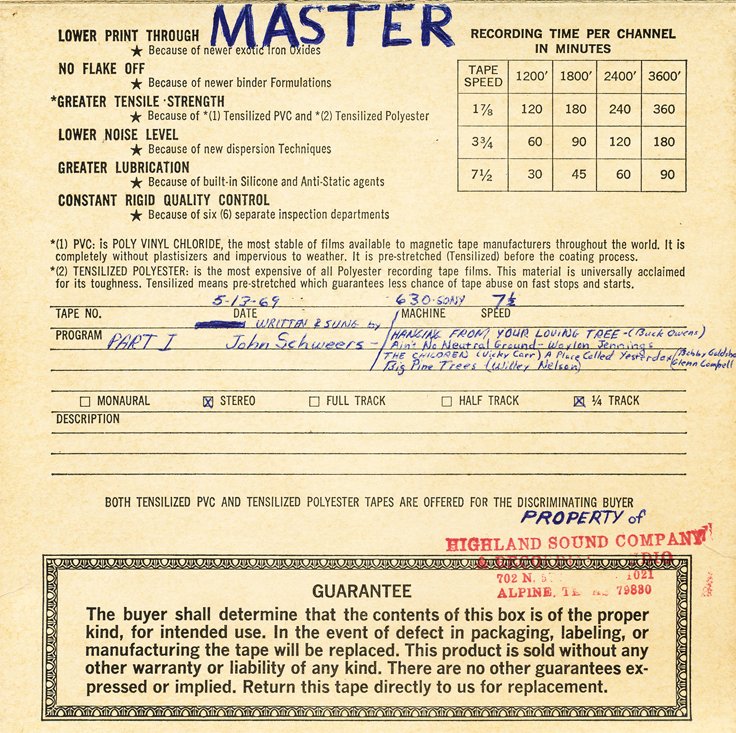 MASTER
LOWER PRINT THROUGH
★ Because of newer exotic Iron Oxides
NO FLAKE OFF
★ Because of newer binder Formulations
*GREATER TENSILE STRENGTH
★ Because of *(1) Tensilized PVC and *(2) Tensilized Polyester
LOWER NOISE LEVEL
★ Because of new dispersion Techniques
GREATER LUBRICATION
★ Because of built-in Silicone and Anti-Static agents
CONSTANT RIGID QUALITY CONTROL
★ Because of six (6) separate inspection departments
RECORDING TIME PER CHANNEL
IN MINUTES
TAPE SPEED 1200' 1800' 2400' 3600'
1⅞ 120 180 240 360
3¾ 60 90 120 180
7½ 30 45 60 90
*(1) PVC: is POLY VINYL CHLORIDE, the most stable of films available to magnetic tape manufacturers throughout the world. It is
completely without plastisizers and impervious to weather. It is pre-stretched (Tensilized) before the coating process.
*(2) TENSILIZED POLYESTER: is the most expensive of all Polyester recording tape films. This material is universally acclaimed
for its toughness. Tensilized means pre-stretched which guarantees less chance of tape abuse on fast stops and starts.
5-13-69 630-SONY 7½
TAPE NO. DATE MACHINE SPEED
WRITTEN & SUNG by
PROGRAM PART I John Schweers -
HANGING FROM YOUR LOVING TREE - (Buck Owens)
Ain't No Neutral Ground - Waylon Jennings
THE CHILDREN (Vicky Carr) A Place Called Yesterday (Bobby Goldsbo
Big Pine Trees (Willey Nelson) Glenn Campbell
☐ MONAURAL ☒ STEREO ☐ FULL TRACK ☐ HALF TRACK ☒ ¼ TRACK
DESCRIPTION
BOTH TENSILIZED PVC AND TENSILIZED POLYESTER TAPES ARE OFFERED FOR THE DISCRIMINATING BUYER
PROPERTY of
HIGHLAND SOUND COMPANY
702 N. 5 1021
ALPINE, 79830
GUARANTEE
The buyer shall determine that the contents of this box is of the proper
kind, for intended use. In the event of defect in packaging, labeling, or
manufacturing the tape will be replaced. This product is sold without any
other warranty or liability of any kind. There are no other guarantees ex-
pressed or implied. Return this tape directly to us for replacement.